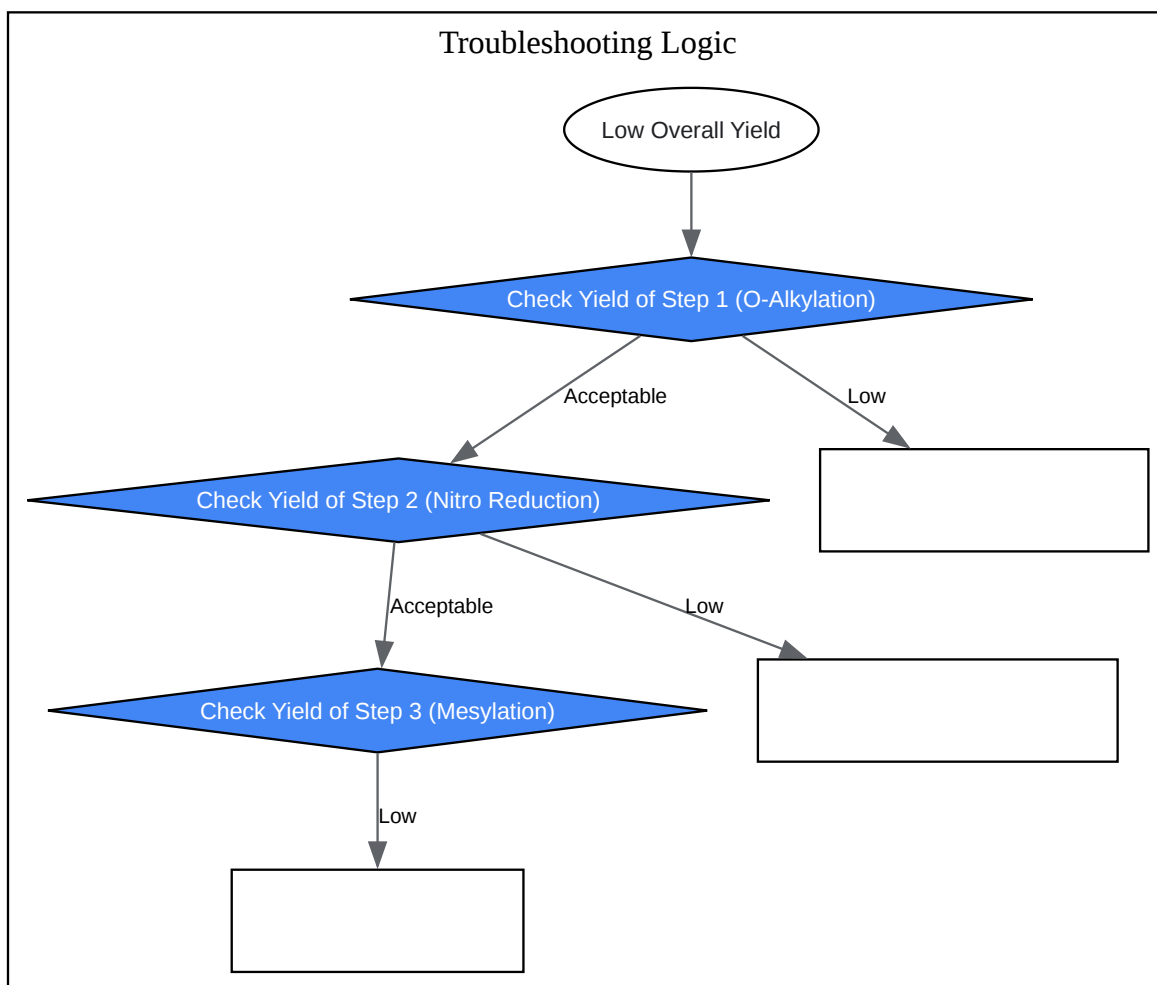 Troubleshooting Logic
Low Overall Yield
Check Yield of Step 1 (O-Alkylation)
Acceptable
Low
Check Yield of Step 2 (Nitro Reduction)
Acceptable
Low
Check Yield of Step 3 (Mesylation)
Low